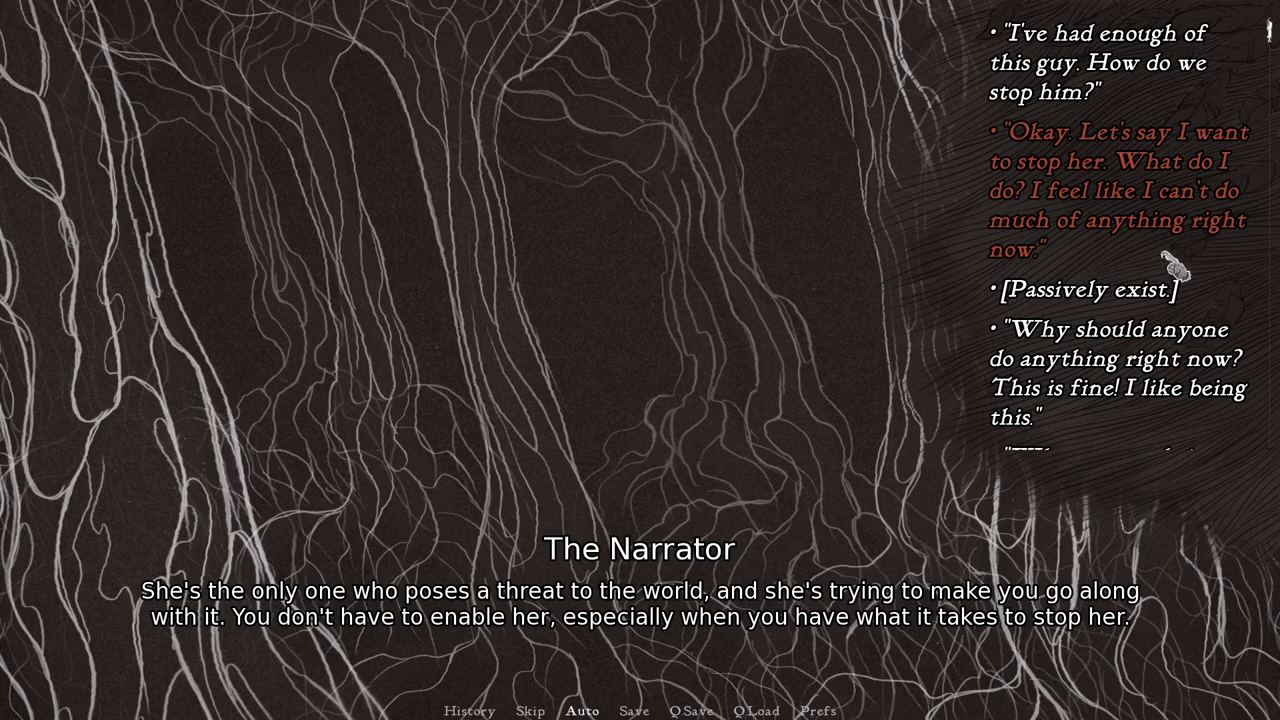 • "I've had enough of
this guy. How do we
stop him?"
• "Okay. Let's say I want
to stop her. What do I
do? I feel like I can't do
much of anything right
now."
• [Passively exist.]
• "Why should anyone
do anything right now?
This is fine! I like being
this."
The Narrator
She's the only one who poses a threat to the world, and she's trying to make you go along
with it. You don't have to enable her, especially when you have what it takes to stop her.
History Skip Auto Save Q.Save Q.Load Prefs